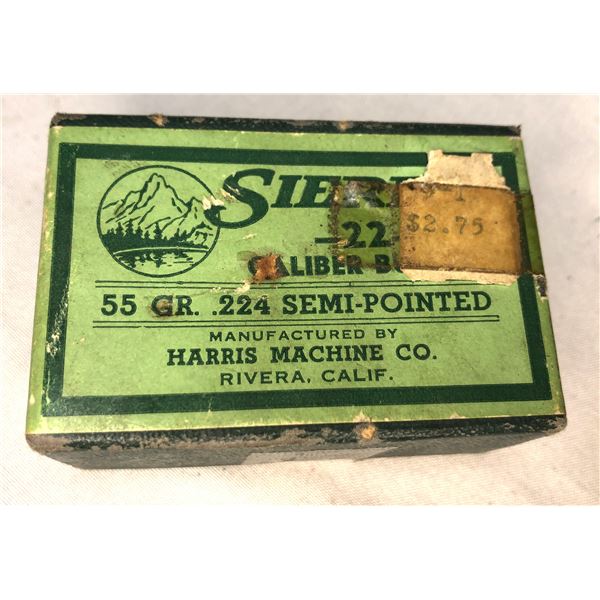 SIER
22
$2.75
CALIBER B
55 GR. .224 SEMI-POINTED
MANUFACTURED BY
HARRIS MACHINE CO.
RIVERA, CALIF.